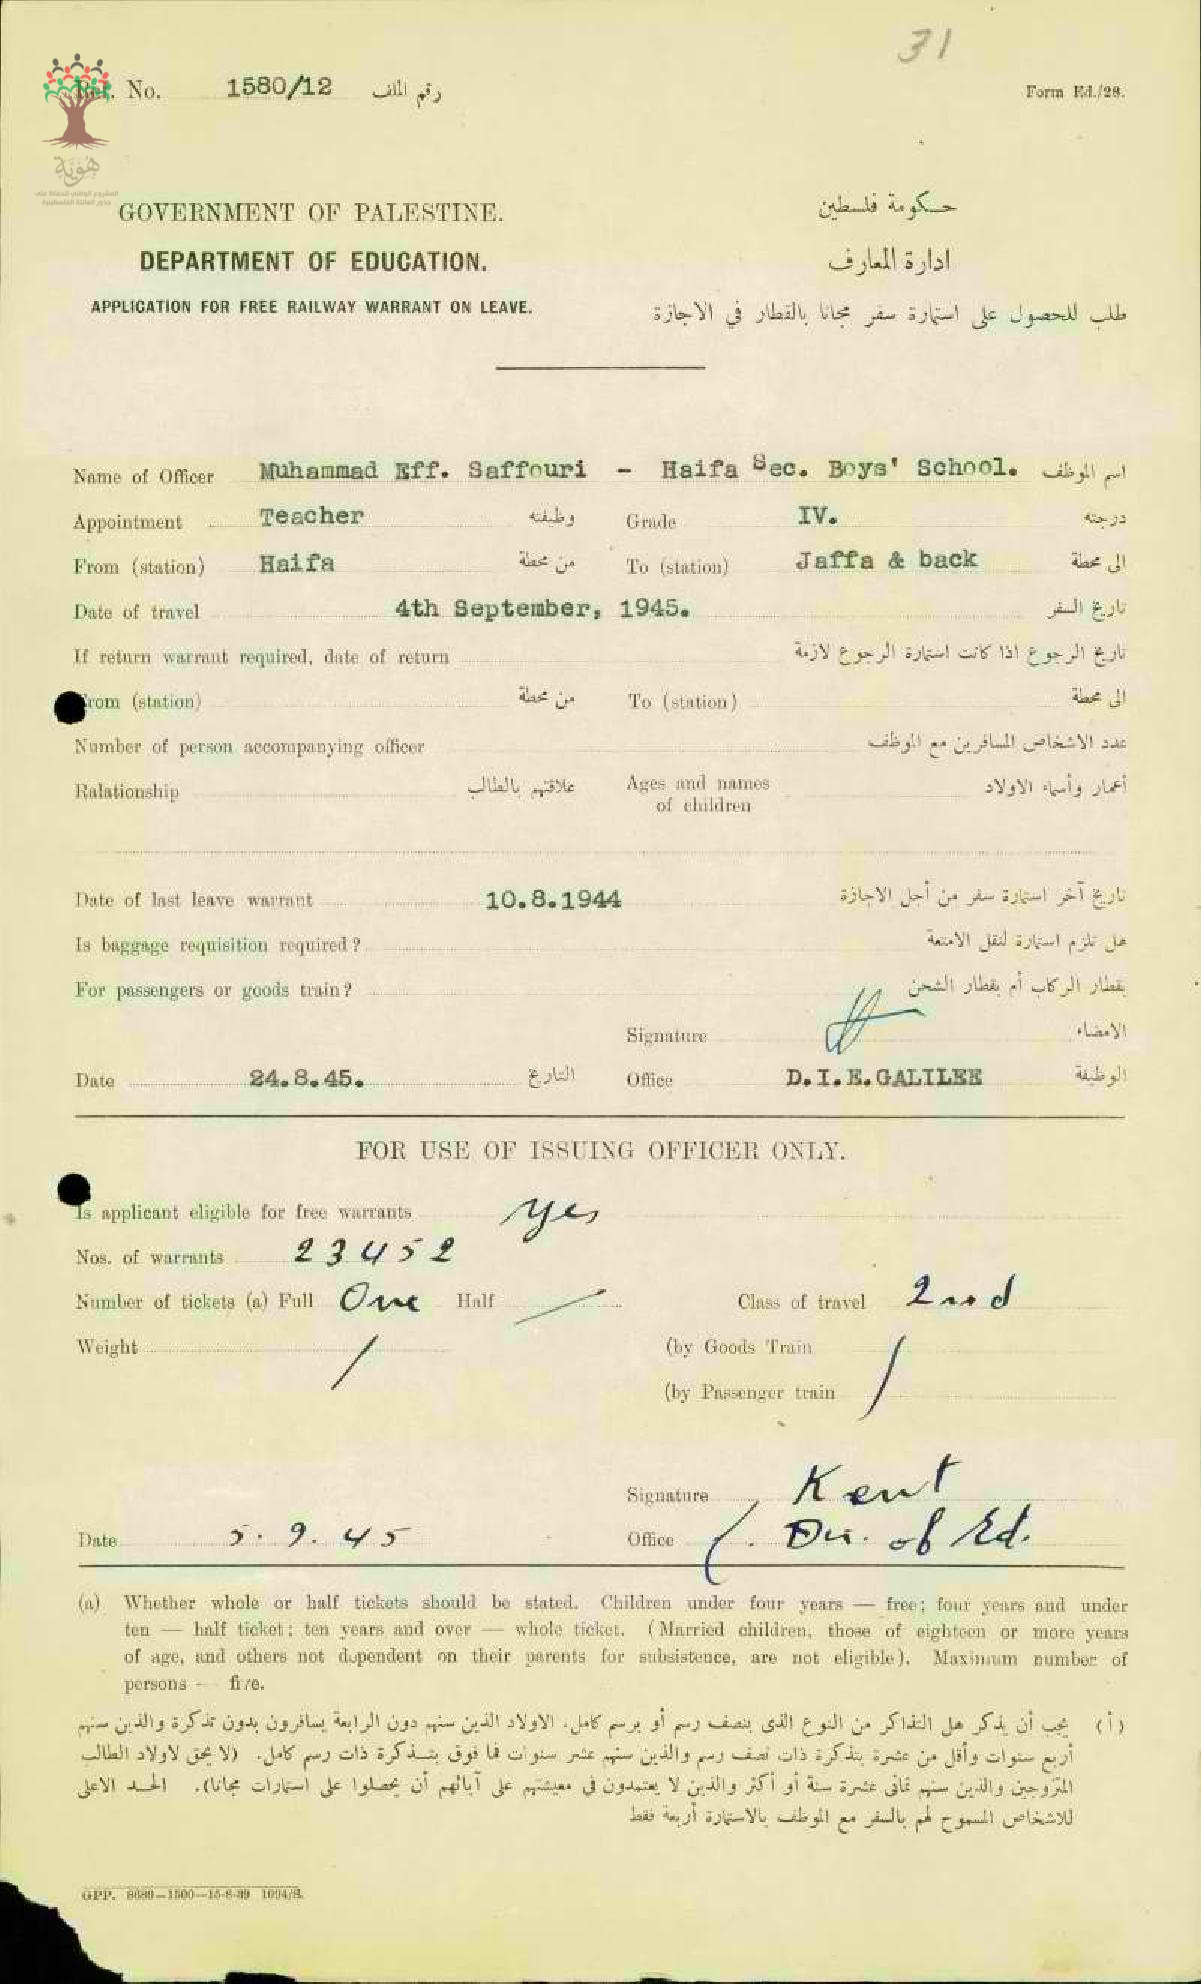 31
Ref. No. 1580/12 رقم الملف
Form Ed./28.
هوية
المشروع الوطني للحفاظ على
جذور العائلة الفلسطينية
GOVERNMENT OF PALESTINE. حكومة فلسطين
DEPARTMENT OF EDUCATION. ادارة المعارف
APPLICATION FOR FREE RAILWAY WARRANT ON LEAVE. طلب للحصول على استمارة سفر مجانا بالقطار في الاجازة
Name of Officer Muhammad Eff. Saffouri - Haifa Sec. Boys' School. اسم الموظف
Appointment Teacher وظيفته Grade IV. درجته
From (station) Haifa من محطة To (station) Jaffa & back الى محطة
Date of travel 4th September, 1945. تاريخ السفر
If return warrant required, date of return تاريخ الرجوع اذا كانت استمارة الرجوع لازمة
From (station) من محطة To (station) الى محطة
Number of person accompanying officer عدد الاشخاص المسافرين مع الموظف
Ralationship علاقتهم بالطالب Ages and names of children أعمار وأسماء الاولاد
Date of last leave warrant 10.8.1944 تاريخ آخر استمارة سفر من أجل الاجازة
Is baggage requisition required? هل تلزم استمارة لنقل الامتعة
For passengers or goods train? بقطار الركاب أم بقطار الشحن
Signature الامضاء
Date 24.8.45. التاريخ Office D.I.E.GALILEE الوظيفة
FOR USE OF ISSUING OFFICER ONLY.
Is applicant eligible for free warrants yes
Nos. of warrants 23452
Number of tickets (a) Full One Half Class of travel 2nd
Weight (by Goods Train
(by Passenger train
Signature Kent
Date 5.9.45 Office Dir. of Ed.
(a) Whether whole or half tickets should be stated. Children under four years — free; four years and under
ten — half ticket; ten years and over — whole ticket. (Married children, those of eighteen or more years
of age, and others not dependent on their parents for subsistence, are not eligible). Maximum number of
persons — five.
(أ) يجب أن يذكر هل التذاكر من النوع الذى بنصف رسم أو برسم كامل. الاولاد الذين سنهم دون الرابعة يسافرون بدون تذكرة والذين سنهم
أربع سنوات وأقل من عشرة بتذكرة ذات نصف رسم والذين سنهم عشر سنوات فما فوق بتذكرة ذات رسم كامل. (لا يحق لاولاد الطالب
المتزوجين والذين سنهم ثمانى عشرة سنة أو أكثر والذين لا يعتمدون في معيشتهم على آبائهم أن يحصلوا على استمارات مجانا). الحد الاعلى
للاشخاص المسموح لهم بالسفر مع الموظف بالاستمارة أربعة فقط
GPP. 8689—1500—15-8-39 1094/S.